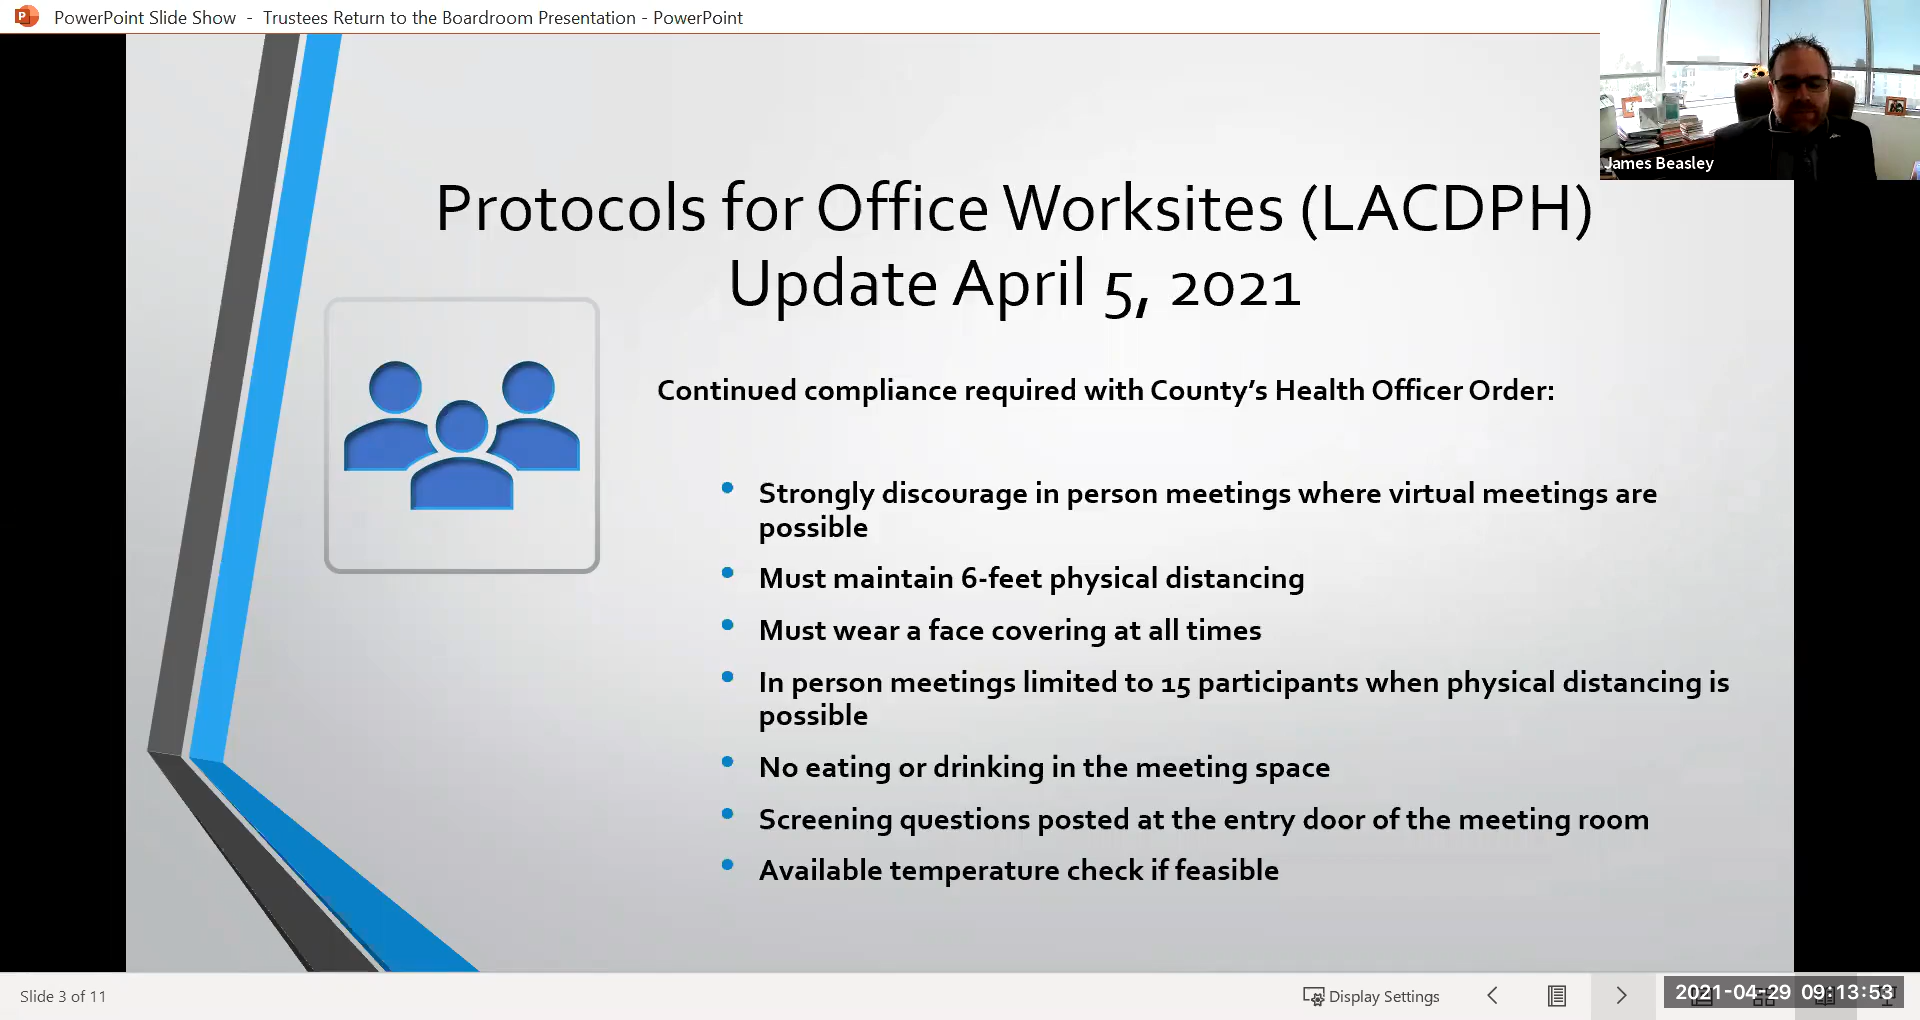 PowerPoint Slide Show - Trustees Return to the Boardroom Presentation - PowerPoint
James Beasley
Protocols for Office Worksites (LACDPH)
Update April 5, 2021
Continued compliance required with County's Health Officer Order:
• Strongly discourage in person meetings where virtual meetings are
possible
• Must maintain 6-feet physical distancing
• Must wear a face covering at all times
• In person meetings limited to 15 participants when physical distancing is
possible
• No eating or drinking in the meeting space
• Screening questions posted at the entry door of the meeting room
• Available temperature check if feasible
Slide 3 of 11
Display Settings
2021-04-29 09:13:53